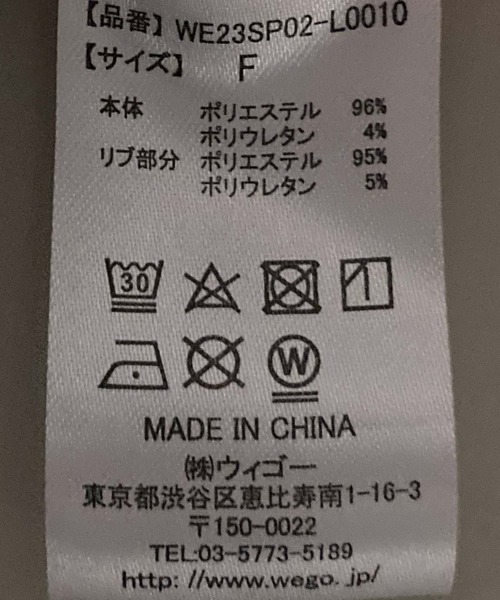 【品番】 WE23SP02-L0010
【サイズ】 F
本体 ポリエステル 96%
ポリウレタン 4%
リブ部分 ポリエステル 95%
ポリウレタン 5%
30
W
MADE IN CHINA
㈱ウィゴー
東京都渋谷区恵比寿南1-16-3
〒150-0022
TEL:03-5773-5189
http://www.wego.jp/